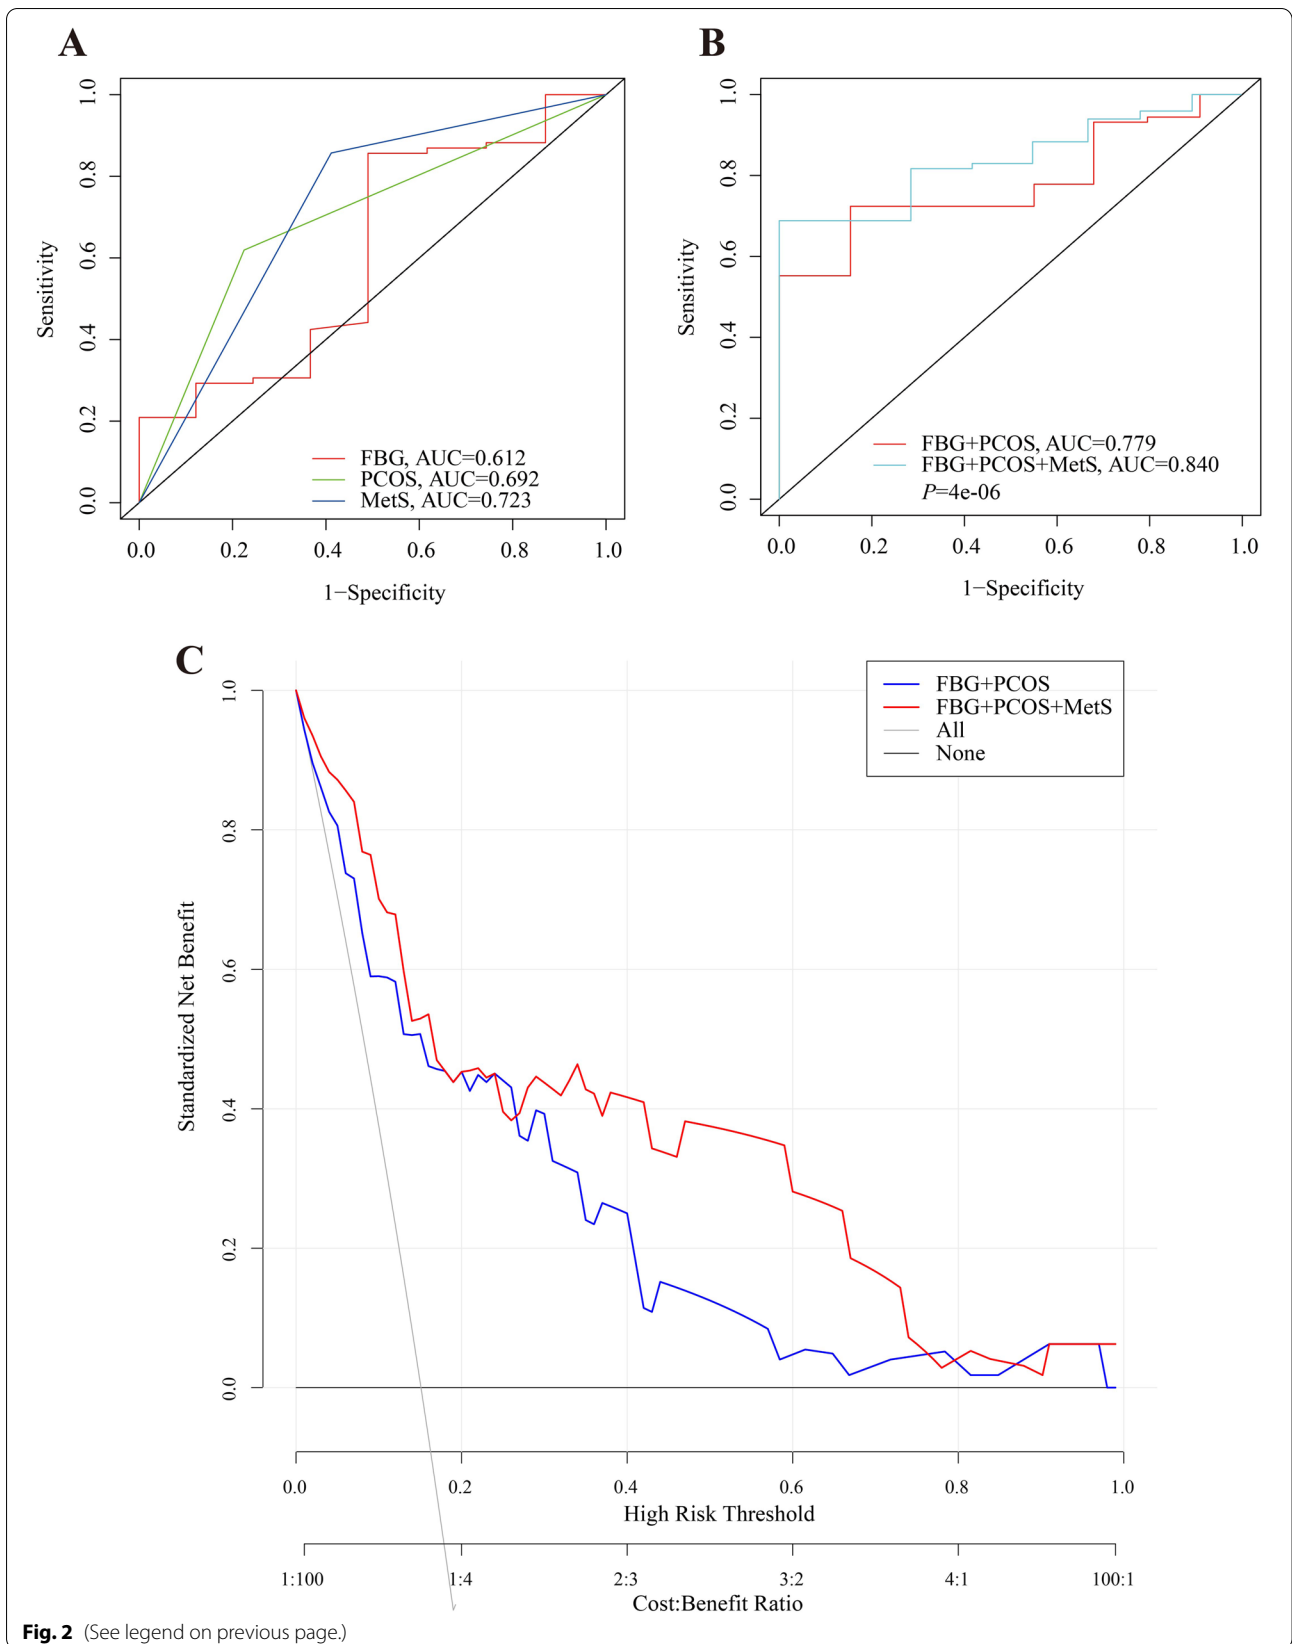 A
B
1.0
0.8
0.6
0.4
0.2
0.0
Sensitivity
FBG, AUC=0.612
PCOS, AUC=0.692
MetS, AUC=0.723
0.0 0.2 0.4 0.6 0.8 1.0
1−Specificity
1.0
0.8
0.6
0.4
0.2
0.0
Sensitivity
FBG+PCOS, AUC=0.779
FBG+PCOS+MetS, AUC=0.840
P=4e-06
0.0 0.2 0.4 0.6 0.8 1.0
1−Specificity
C
FBG+PCOS
FBG+PCOS+MetS
All
None
1.0
0.8
0.6
0.4
0.2
0.0
Standardized Net Benefit
0.0 0.2 0.4 0.6 0.8 1.0
High Risk Threshold
1:100 1:4 2:3 3:2 4:1 100:1
Cost:Benefit Ratio
Fig. 2 (See legend on previous page.)